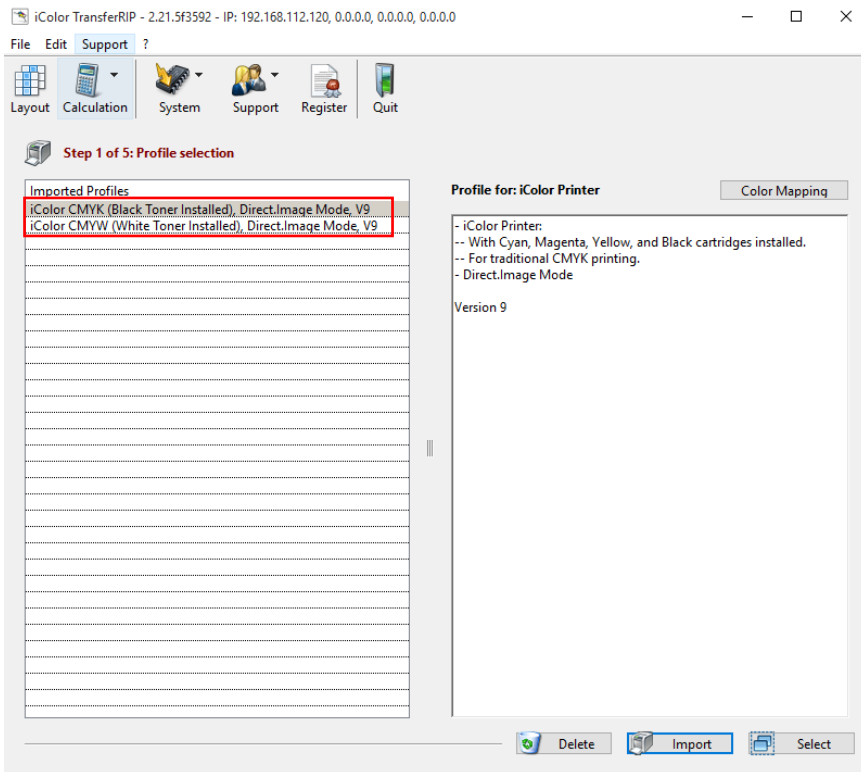 iColor TransferRIP - 2.21.5f3592 - IP: 192.168.112.120, 0.0.0.0, 0.0.0.0, 0.0.0.0
File Edit Support ?
Layout Calculation System Support Register Quit
Step 1 of 5: Profile selection
Imported Profiles
iColor CMYK (Black Toner Installed), Direct.Image Mode, V9
iColor CMYW (White Toner Installed), Direct.Image Mode, V9
Profile for: iColor Printer
Color Mapping
- iColor Printer:
-- With Cyan, Magenta, Yellow, and Black cartridges installed.
-- For traditional CMYK printing.
- Direct.Image Mode
Version 9
Delete Import Select